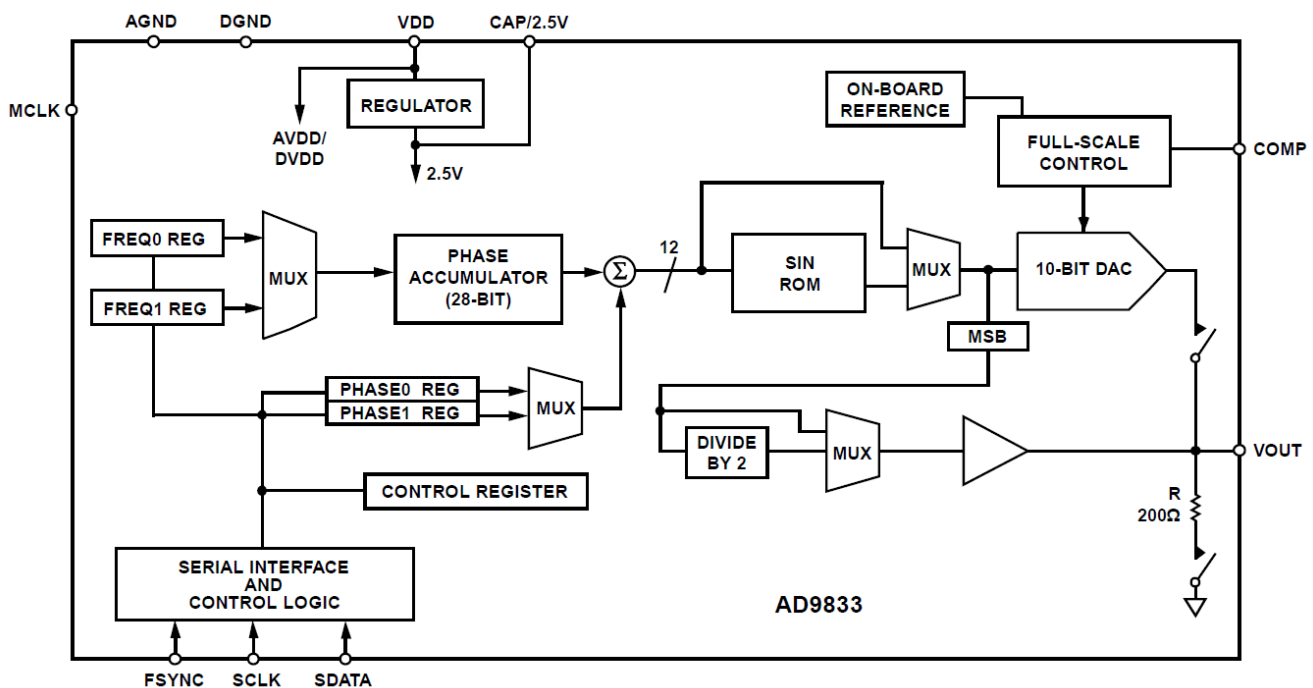 AGND
DGND
VDD
CAP/2.5V
MCLK
REGULATOR
AVDD/
DVDD
2.5V
ON-BOARD
REFERENCE
FULL-SCALE
CONTROL
COMP
FREQ0 REG
FREQ1 REG
MUX
PHASE
ACCUMULATOR
(28-BIT)
Σ
12
SIN
ROM
MUX
10-BIT DAC
MSB
PHASE0 REG
PHASE1 REG
MUX
DIVIDE
BY 2
MUX
VOUT
R
200Ω
CONTROL REGISTER
SERIAL INTERFACE
AND
CONTROL LOGIC
AD9833
FSYNC
SCLK
SDATA